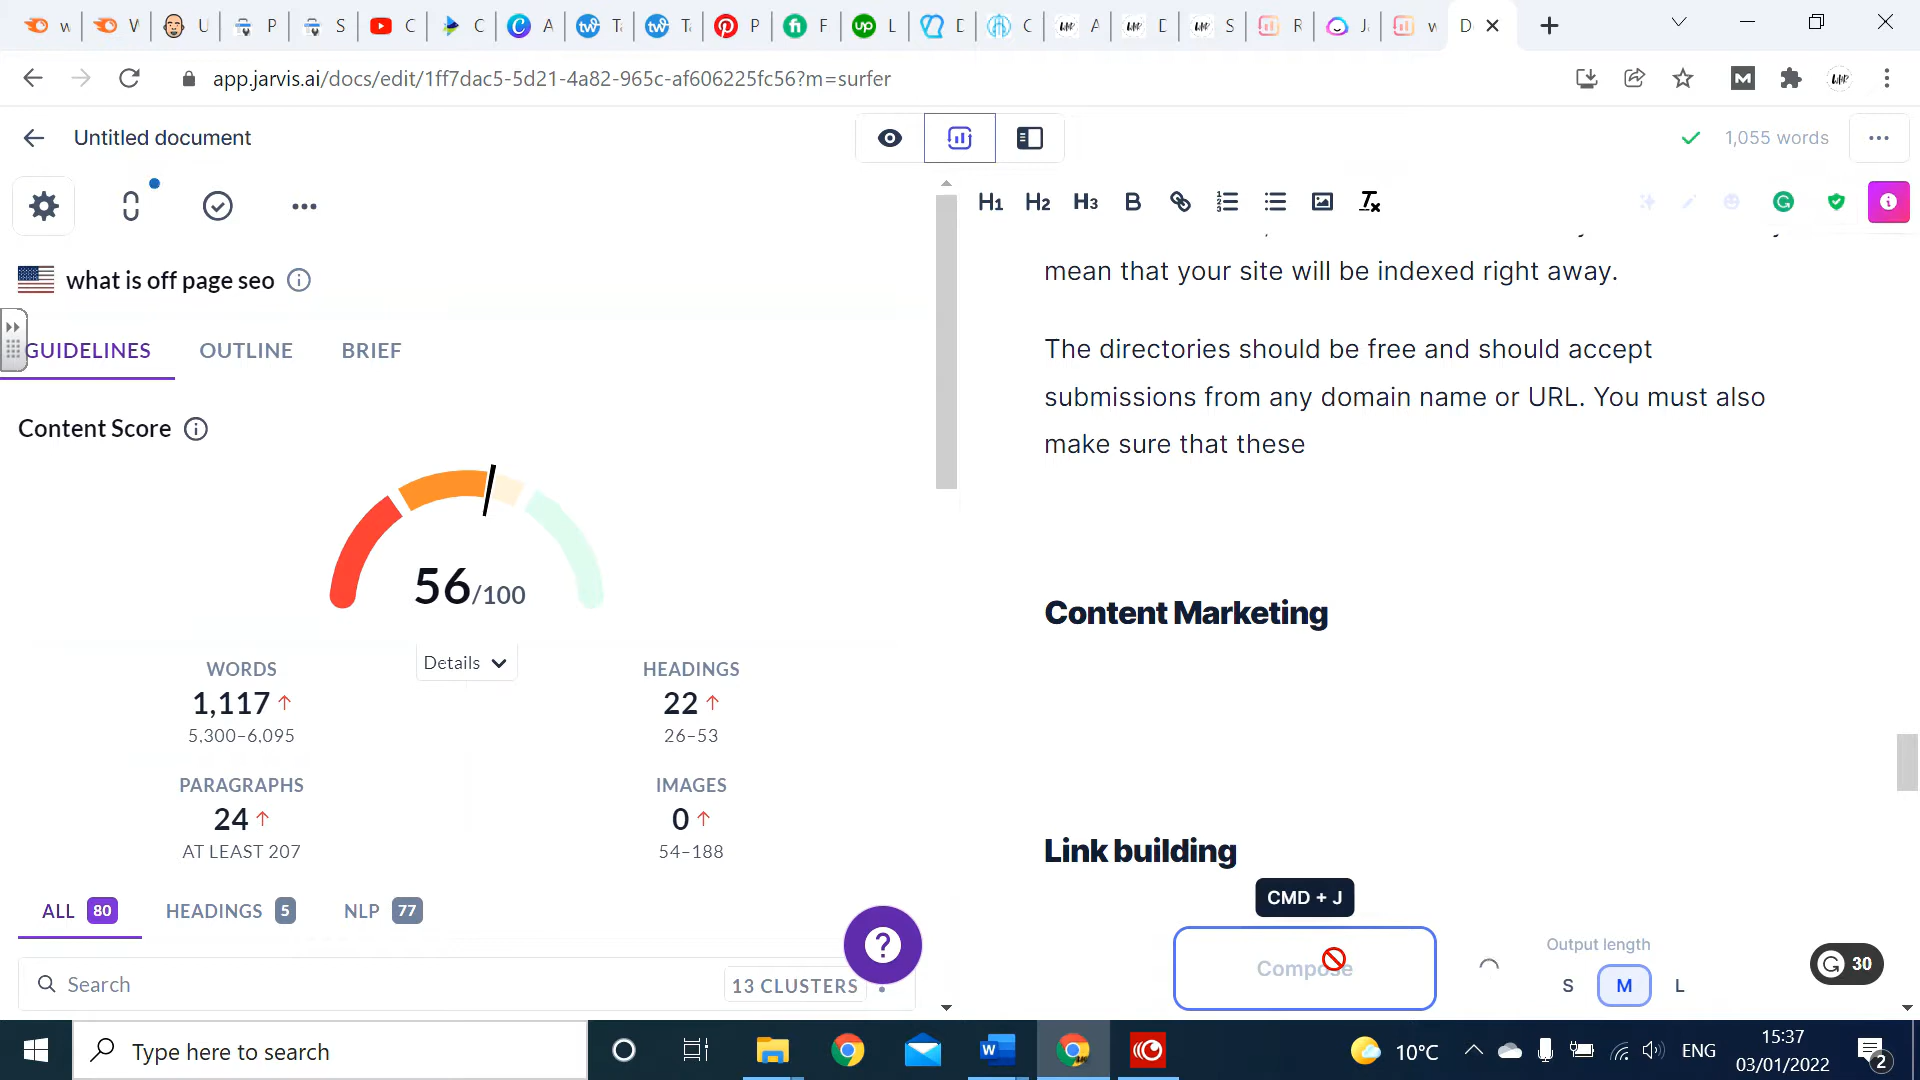 app.jarvis.ai/docs/edit/1ff7dac5-5d21-4a82-965c-af606225fc56?m=surfer
Untitled document
1,055 words
H1 H2 H3 B
what is off page seo
GUIDELINES OUTLINE BRIEF
Content Score
56/100
Details
WORDS
1,117
5,300-6,095
HEADINGS
22
26-53
PARAGRAPHS
24
AT LEAST 207
IMAGES
0
54-188
ALL 80 HEADINGS 5 NLP 77
Search
13 CLUSTERS
mean that your site will be indexed right away.
The directories should be free and should accept
submissions from any domain name or URL. You must also
make sure that these
Content Marketing
Link building
CMD + J
Compose
Output length
S M L
30
Type here to search
10°C
ENG
15:37
03/01/2022
2